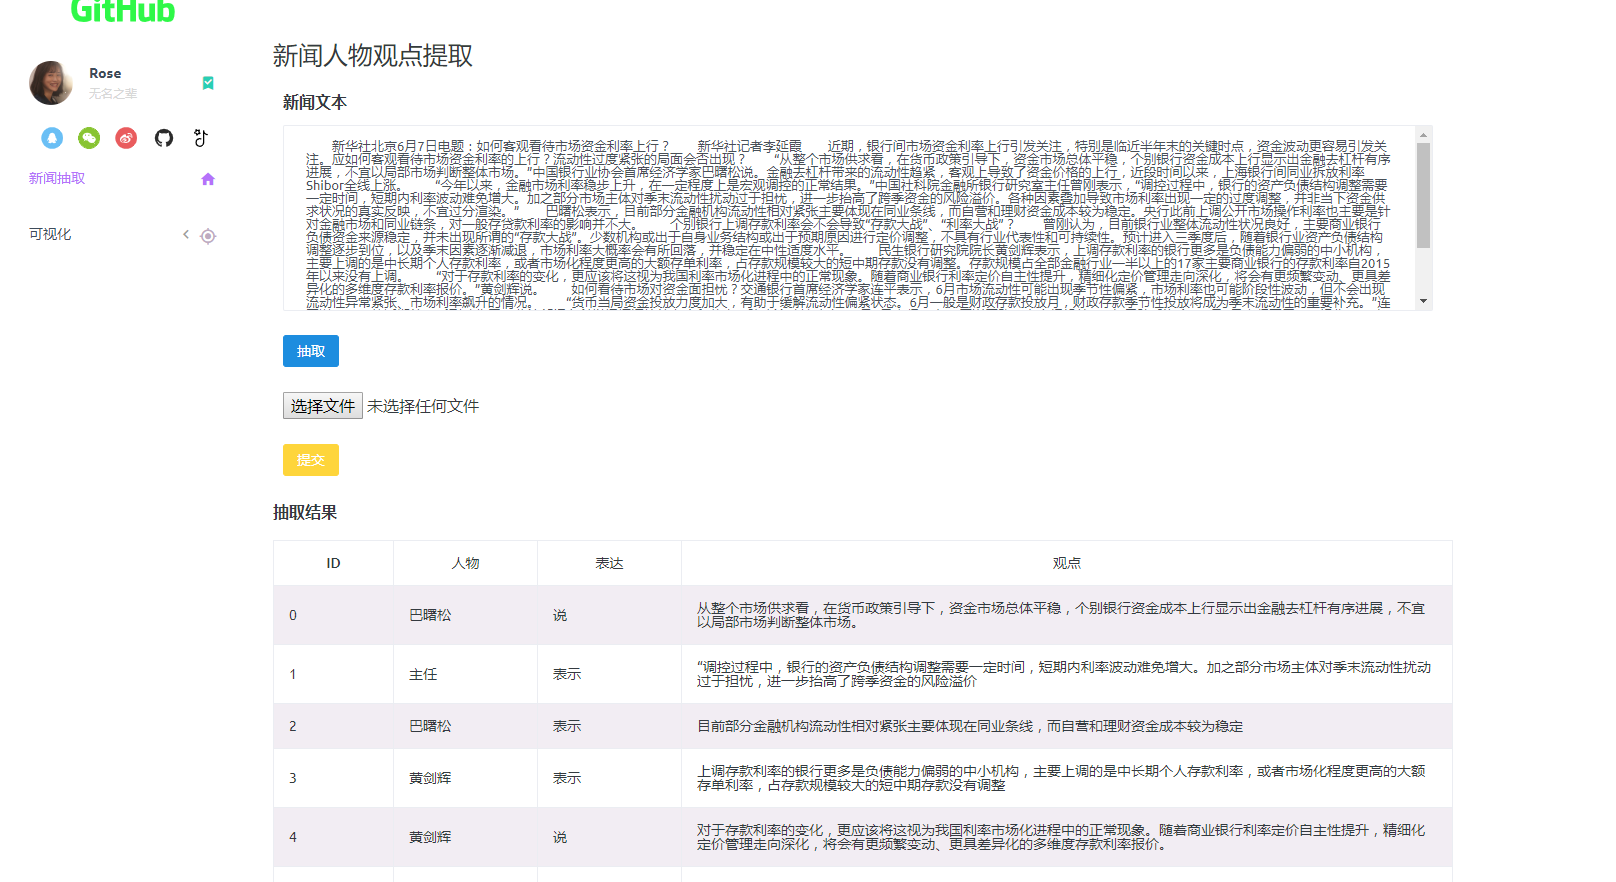 GitHub
Rose
无名之辈
新闻抽取
可视化
新闻人物观点提取
新闻文本
新华社北京6月7日电题：如何客观看待市场资金利率上行？ 新华社记者李延霞 近期，银行间市场资金利率上行引发关注，特别是临近半年末的关键时点，资金波动更容易引发关
注。应如何客观看待市场资金利率的上行？流动性过度紧张的局面会否出现？ “从整个市场供求看，在货币政策引导下，资金市场总体平稳，个别银行资金成本上行显示出金融去杠杆有序
进展，不宜以局部市场判断整体市场。”中国银行业协会首席经济学家巴曙松说。金融去杠杆带来的流动性趋紧，客观上导致了资金价格的上行，近段时间以来，上海银行间同业拆放利率
Shibor全线上涨。 “今年以来，金融市场利率稳步上升，在一定程度上是宏观调控的正常结果。”中国社科院金融所银行研究室主任曾刚表示，“调控过程中，银行的资产负债结构调整需要
一定时间，短期内利率波动难免增大。加之部分市场主体对季末流动性扰动过于担忧，进一步抬高了跨季资金的风险溢价。各种因素叠加导致市场利率出现一定的过度调整，并非当下资金供
求状况的真实反映，不宜过分渲染。” 巴曙松表示，目前部分金融机构流动性相对紧张主要体现在同业条线，而自营和理财资金成本较为稳定。央行此前上调公开市场操作利率也主要是针
对金融市场和同业链条，对一般存贷款利率的影响并不大。 个别银行上调存款利率会不会导致“存款大战”、“利率大战”？ 曾刚认为，目前银行业整体流动性状况良好，主要商业银行
负债资金来源稳定，并未出现所谓的“存款大战”。少数机构或出于自身业务结构或出于预期原因进行定价调整，不具有行业代表性和可持续性。预计进入三季度后，随着银行业资产负债结构
调整逐步到位，以及季末因素逐渐减退，市场利率大概率会有所回落，并稳定在中性适度水平。 民生银行研究院院长黄剑辉表示，上调存款利率的银行更多是负债能力偏弱的中小机构，
主要上调的是中长期个人存款利率，或者市场化程度更高的大额存单利率，占存款规模较大的短中期存款没有调整。存款规模占全部金融行业一半以上的17家主要商业银行的存款利率自2015
年以来没有上调。 “对于存款利率的变化，更应该将这视为我国利率市场化进程中的正常现象。随着商业银行利率定价自主性提升，精细化定价管理走向深化，将会有更频繁变动、更具差
异化的多维度存款利率报价。”黄剑辉说。 如何看待市场对资金面担忧？交通银行首席经济学家连平表示，6月市场流动性可能出现季节性偏紧，市场利率也可能阶段性波动，但不会出现
流动性异常紧张、市场利率飙升的情况。 “货币当局资金投放力度加大，有助于缓解流动性偏紧状态。6月一般是财政存款投放月，财政存款季节性投放将成为季末流动性的重要补充。”连
抽取
选择文件 未选择任何文件
提交
抽取结果
ID 人物 表达 观点
0 巴曙松 说 从整个市场供求看，在货币政策引导下，资金市场总体平稳，个别银行资金成本上行显示出金融去杠杆有序进展，不宜
以局部市场判断整体市场。
1 主任 表示 “调控过程中，银行的资产负债结构调整需要一定时间，短期内利率波动难免增大。加之部分市场主体对季末流动性扰动
过于担忧，进一步抬高了跨季资金的风险溢价
2 巴曙松 表示 目前部分金融机构流动性相对紧张主要体现在同业条线，而自营和理财资金成本较为稳定
3 黄剑辉 表示 上调存款利率的银行更多是负债能力偏弱的中小机构，主要上调的是中长期个人存款利率，或者市场化程度更高的大额
存单利率，占存款规模较大的短中期存款没有调整
4 黄剑辉 说 对于存款利率的变化，更应该将这视为我国利率市场化进程中的正常现象。随着商业银行利率定价自主性提升，精细化
定价管理走向深化，将会有更频繁变动、更具差异化的多维度存款利率报价。